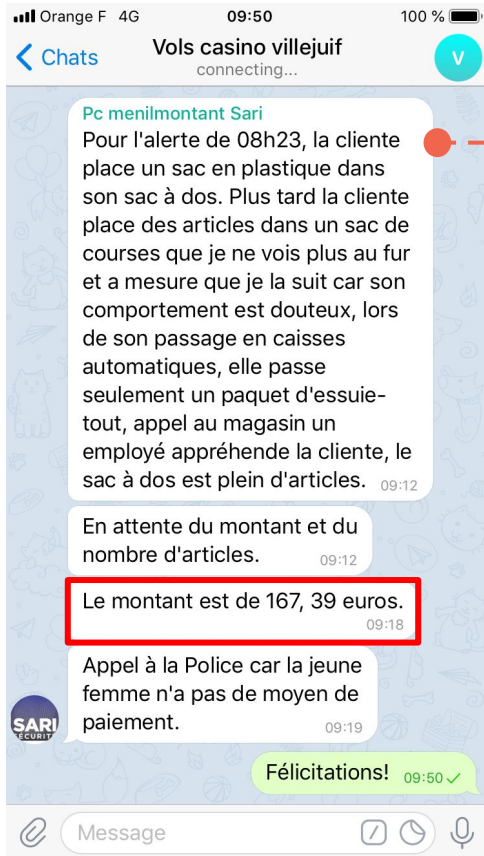 Orange F 4G 09:50 100 %
Chats
Vols casino villejuif
connecting...
V
Pc menilmontant Sari
Pour l'alerte de 08h23, la cliente
place un sac en plastique dans
son sac à dos. Plus tard la cliente
place des articles dans un sac de
courses que je ne vois plus au fur
et a mesure que je la suit car son
comportement est douteux, lors
de son passage en caisses
automatiques, elle passe
seulement un paquet d'essuie-
tout, appel au magasin un
employé appréhende la cliente, le
sac à dos est plein d'articles. 09:12
En attente du montant et du
nombre d'articles. 09:12
Le montant est de 167, 39 euros.
09:18
Appel à la Police car la jeune
femme n'a pas de moyen de
paiement. 09:19
SARI
SÉCURITÉ
Félicitations! 09:50
Message